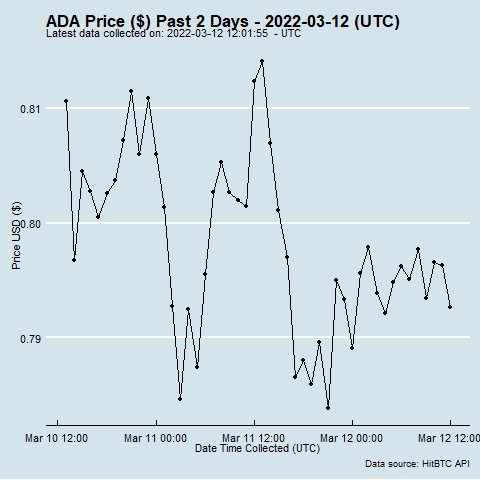 ADA Price ($) Past 2 Days - 2022-03-12 (UTC)
Latest data collected on: 2022-03-12 12:01:55 - UTC
0.81
0.80
0.79
Price USD ($)
Mar 10 12:00 Mar 11 00:00 Mar 11 12:00 Mar 12 00:00 Mar 12 12:00
Date Time Collected (UTC)
Data source: HitBTC API